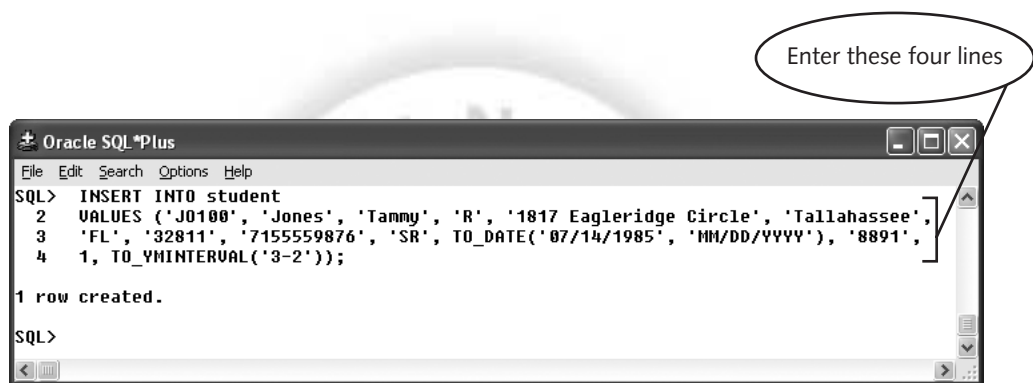 Enter these four lines
Oracle SQL*Plus
File Edit Search Options Help
SQL> INSERT INTO student
2 VALUES ('JO100', 'Jones', 'Tammy', 'R', '1817 Eagleridge Circle', 'Tallahassee',
3 'FL', '32811', '7155559876', 'SR', TO_DATE('07/14/1985', 'MM/DD/YYYY'), '8891',
4 1, TO_YMINTERVAL('3-2'));
1 row created.
SQL>